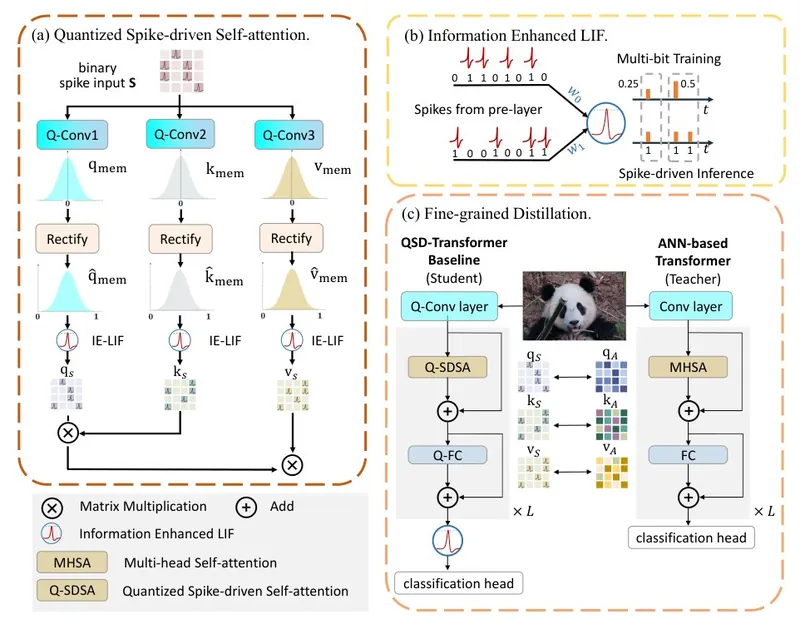 (a) Quantized Spike-driven Self-attention.
binary
spike input S
Q-Conv1 Q-Conv2 Q-Conv3
q_mem k_mem v_mem
0 0 0
Rectify Rectify Rectify
q̂_mem k̂_mem v̂_mem
0 1 0 1 0 1
IE-LIF IE-LIF IE-LIF
q_S k_S v_S
Matrix Multiplication Add
Information Enhanced LIF
MHSA Multi-head Self-attention
Q-SDSA Quantized Spike-driven Self-attention
(b) Information Enhanced LIF.
0 1 1 0 1 0 1 0
Spikes from pre-layer
1 0 0 1 0 0 1 1
w_0
w_1
Multi-bit Training
0.25 0.5
t
1 1 1 t
Spike-driven Inference
(c) Fine-grained Distillation.
QSD-Transformer
Baseline
(Student)
ANN-based
Transformer
(Teacher)
Q-Conv layer Conv layer
q_S q_A
Q-SDSA MHSA
k_S k_A
v_S v_A
Q-FC FC
× L × L
classification head
classification head